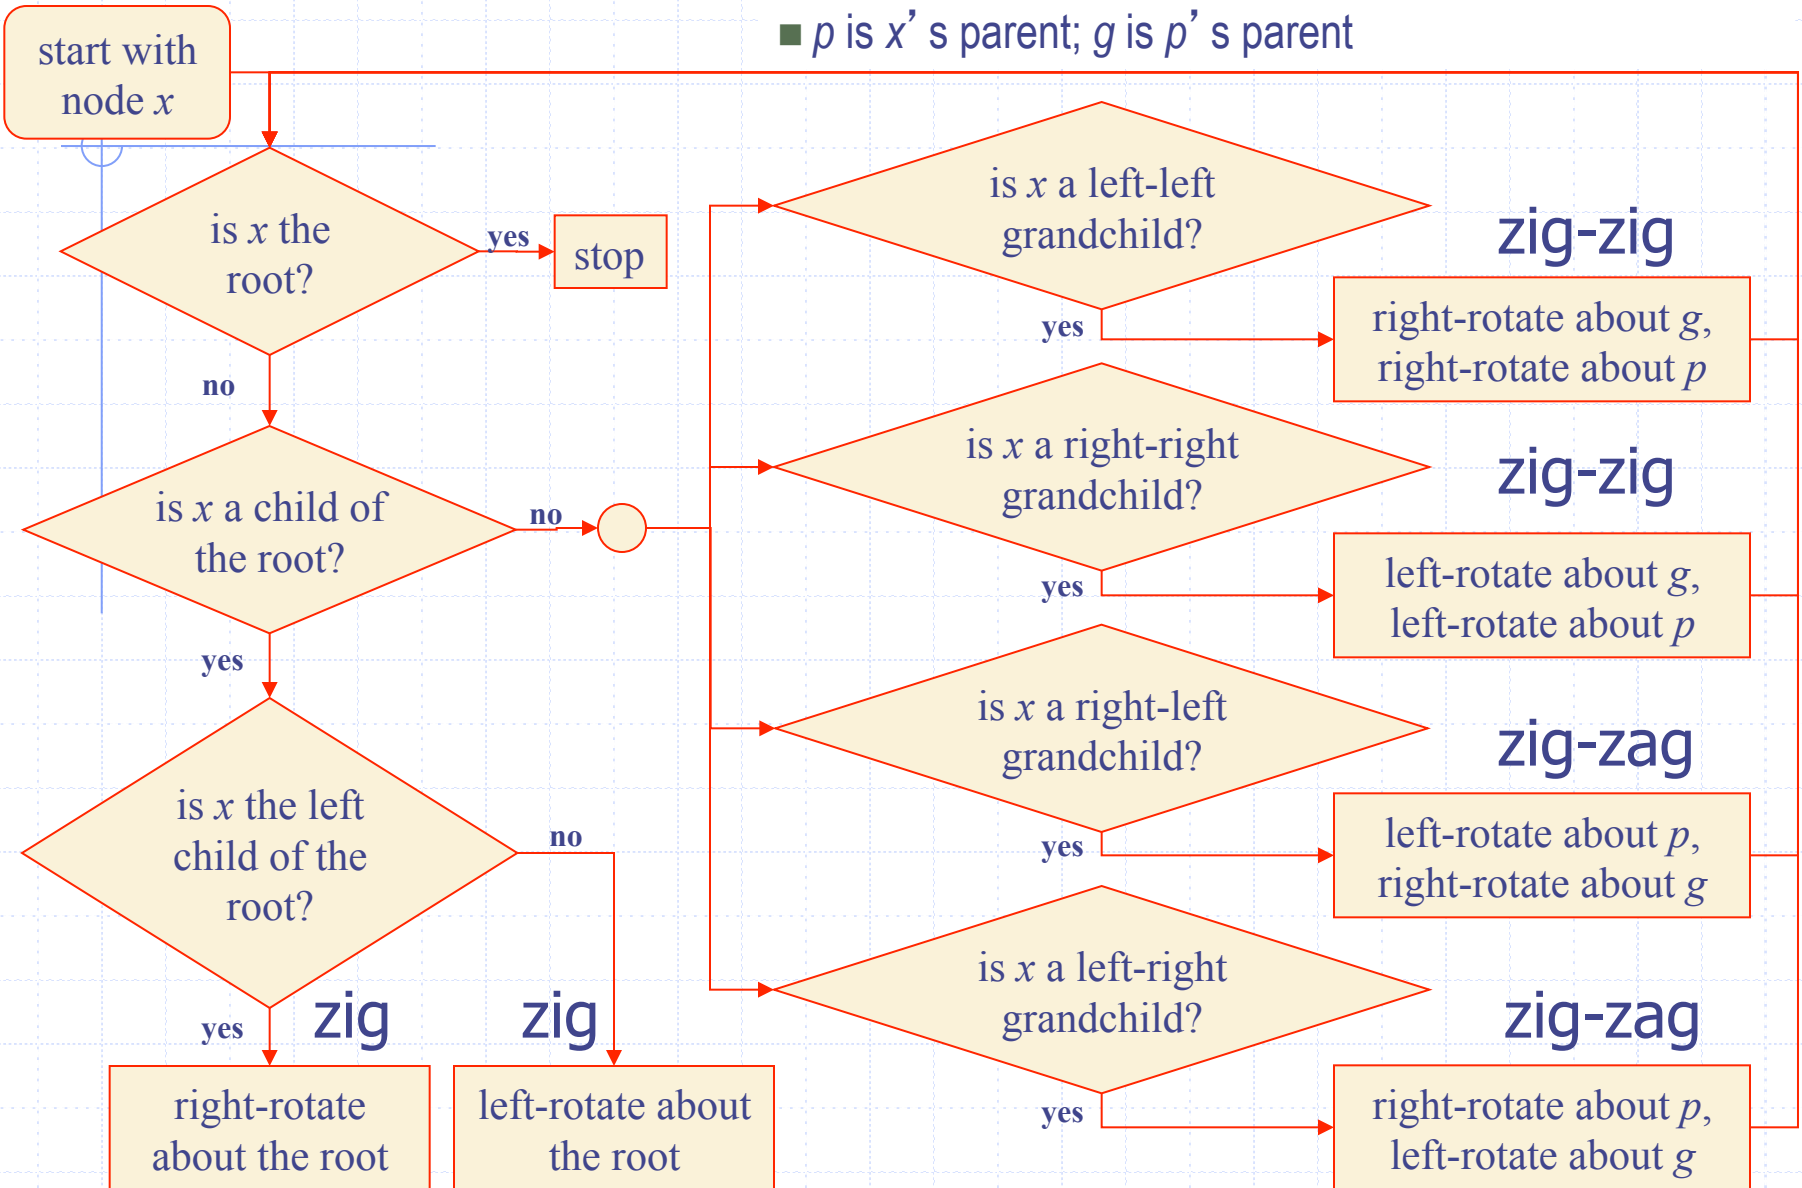 ■ p is x’ s parent; g is p’ s parent
start with
node x
is x the
root?
yes
stop
no
is x a child of
the root?
no
yes
is x the left
child of the
root?
no
yes
zig
zig
right-rotate
about the root
left-rotate about
the root
is x a left-left
grandchild?
yes
zig-zig
right-rotate about g,
right-rotate about p
is x a right-right
grandchild?
yes
zig-zig
left-rotate about g,
left-rotate about p
is x a right-left
grandchild?
yes
zig-zag
left-rotate about p,
right-rotate about g
is x a left-right
grandchild?
yes
zig-zag
right-rotate about p,
left-rotate about g